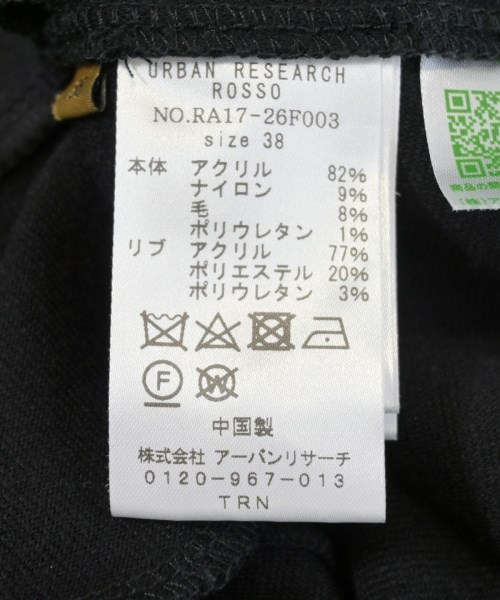 URBAN RESEARCH
ROSSO
NO.RA17-26F003
size 38
本体 アクリル 82%
ナイロン 9%
毛 8%
ポリウレタン 1%
リブ アクリル 77%
ポリエステル 20%
ポリウレタン 3%
F W
中国製
株式会社 アーバンリサーチ
0120-967-013
TRN